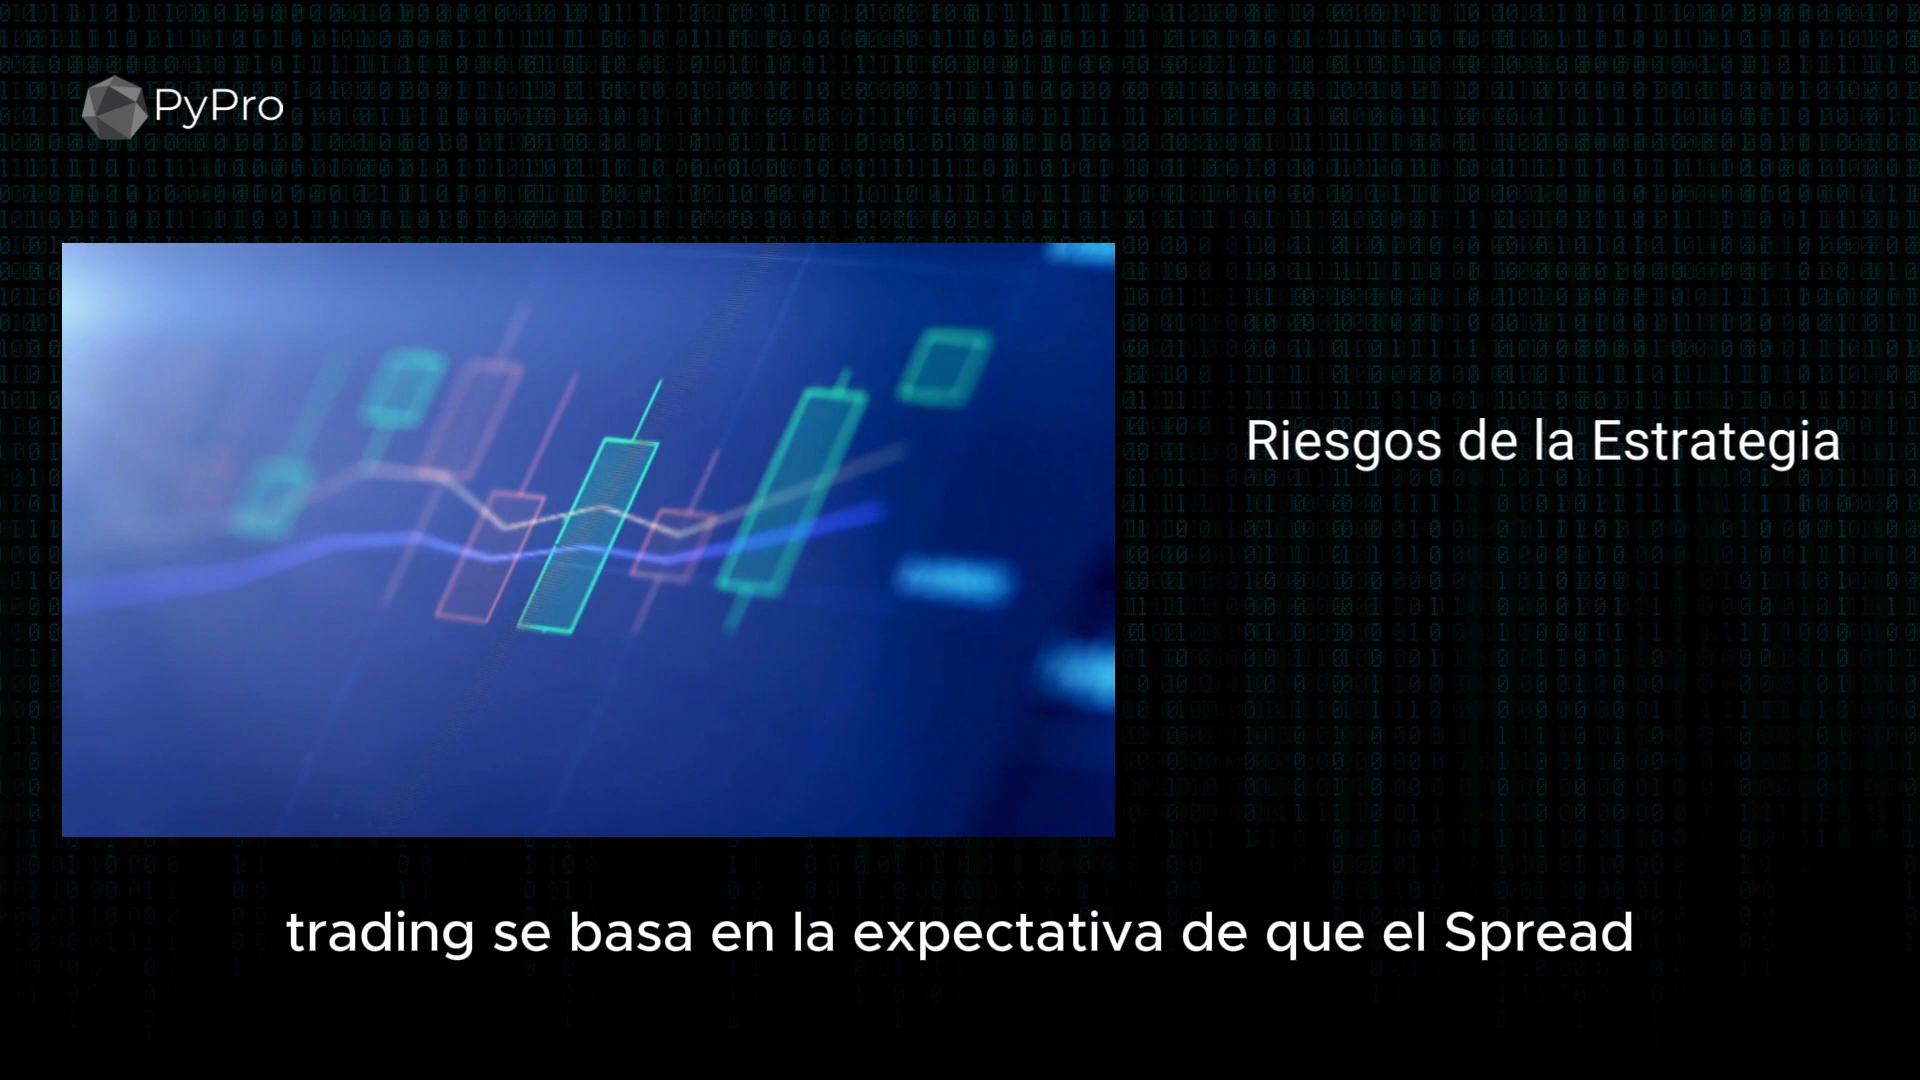 PyPro
Riesgos de la Estrategia
trading se basa en la expectativa de que el Spread